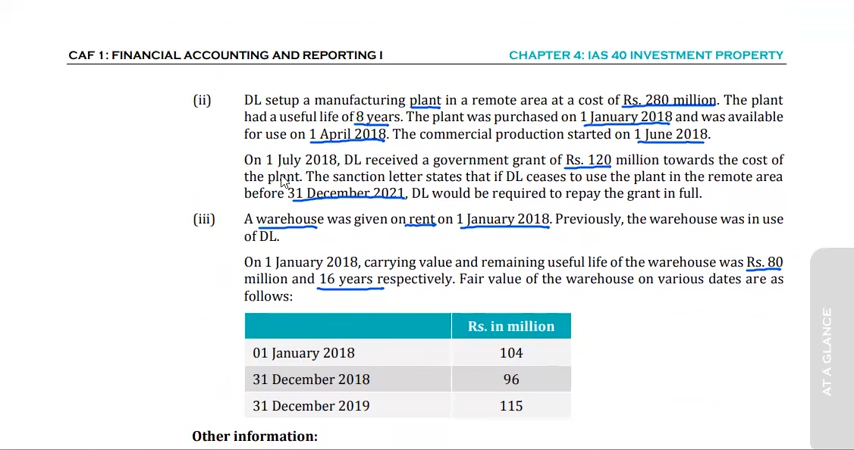 CAF 1: FINANCIAL ACCOUNTING AND REPORTING I CHAPTER 4: IAS 40 INVESTMENT PROPERTY
(ii) DL setup a manufacturing plant in a remote area at a cost of Rs. 280 million. The plant
had a useful life of 8 years. The plant was purchased on 1 January 2018 and was available
for use on 1 April 2018. The commercial production started on 1 June 2018.
On 1 July 2018, DL received a government grant of Rs. 120 million towards the cost of
the plant. The sanction letter states that if DL ceases to use the plant in the remote area
before 31 December 2021, DL would be required to repay the grant in full.
(iii) A warehouse was given on rent on 1 January 2018. Previously, the warehouse was in use
of DL.
On 1 January 2018, carrying value and remaining useful life of the warehouse was Rs. 80
million and 16 years respectively. Fair value of the warehouse on various dates are as
follows:
Rs. in million
01 January 2018 104
31 December 2018 96
31 December 2019 115
Other information:
AT A GLANCE